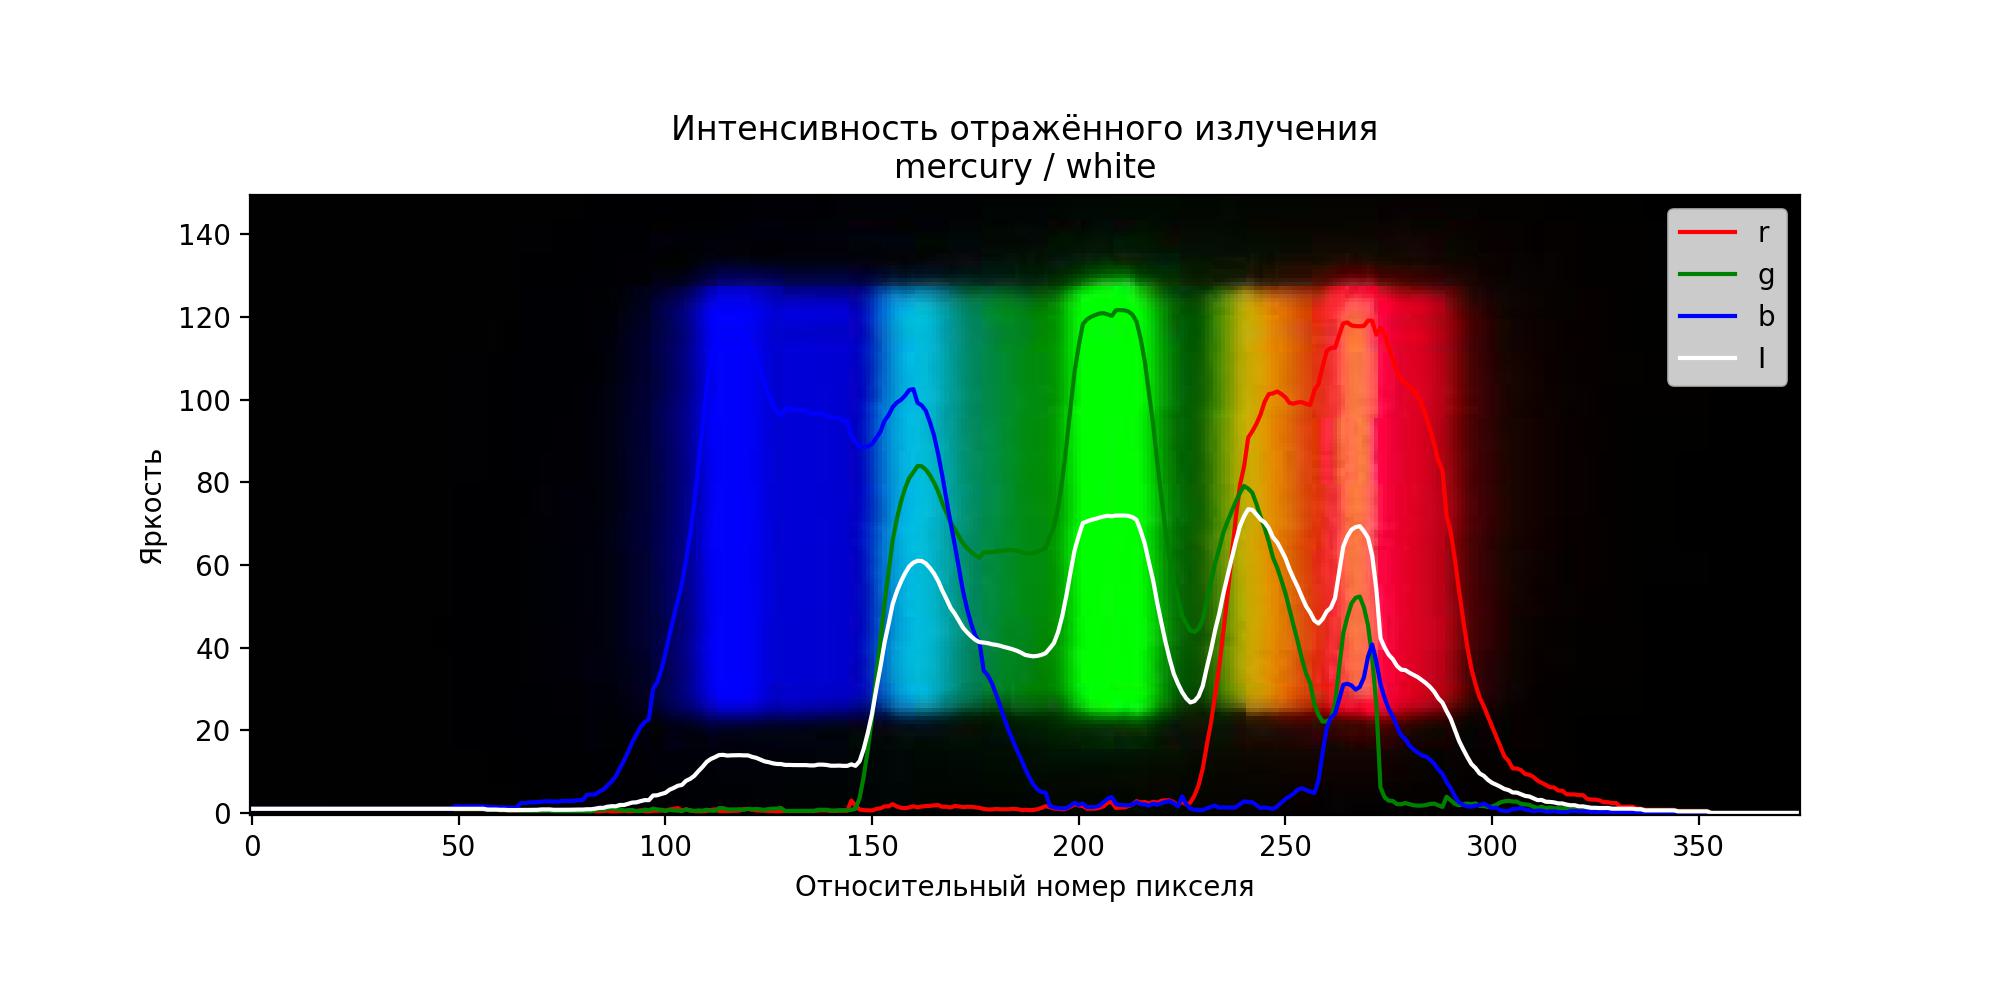 Интенсивность отражённого излучения
mercury / white
140
120
100
80
60
40
20
0
Яркость
0 50 100 150 200 250 300 350
Относительный номер пикселя
r
g
b
l